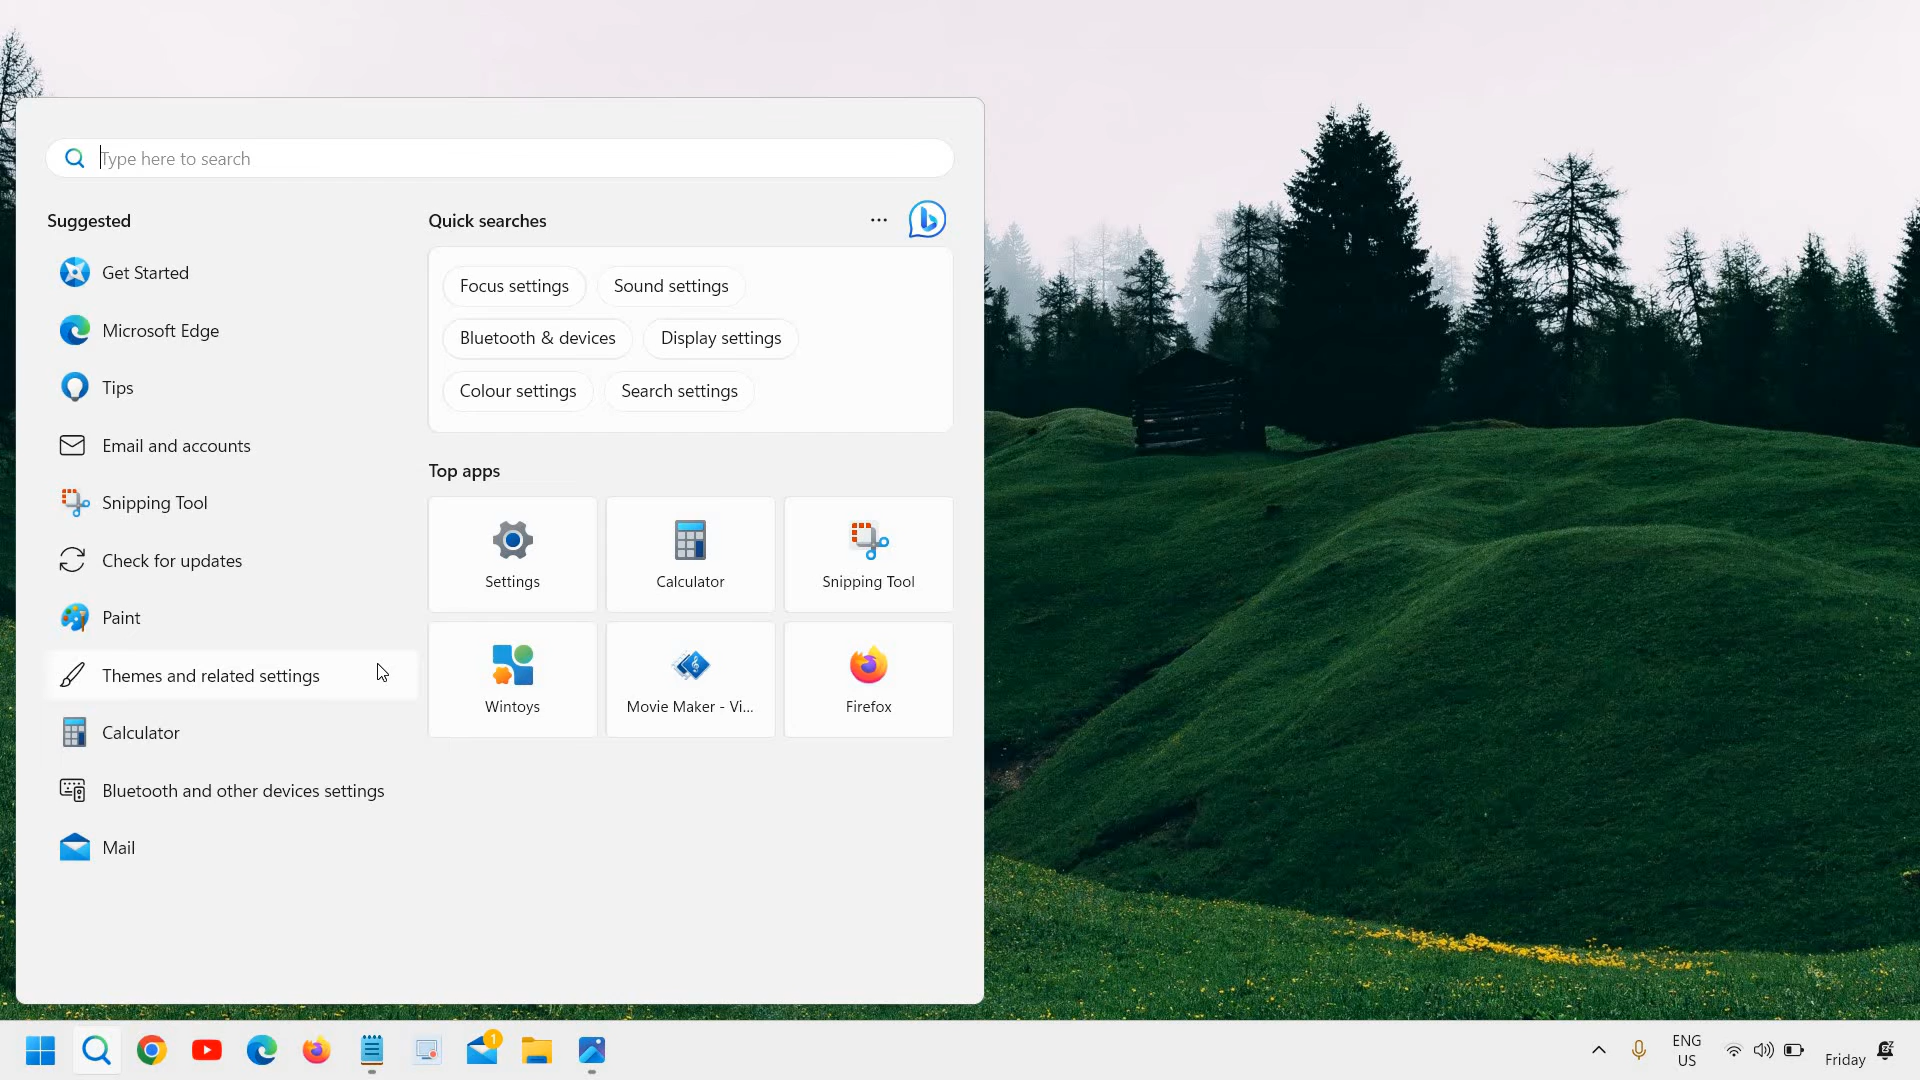 Type here to search
Suggested
Get Started
Microsoft Edge
Tips
Email and accounts
Snipping Tool
Check for updates
Paint
Themes and related settings
Calculator
Bluetooth and other devices settings
Mail
Quick searches
Focus settings
Sound settings
Bluetooth & devices
Display settings
Colour settings
Search settings
Top apps
Settings
Calculator
Snipping Tool
Wintoys
Movie Maker - Vi...
Firefox
1
ENG
US
Friday